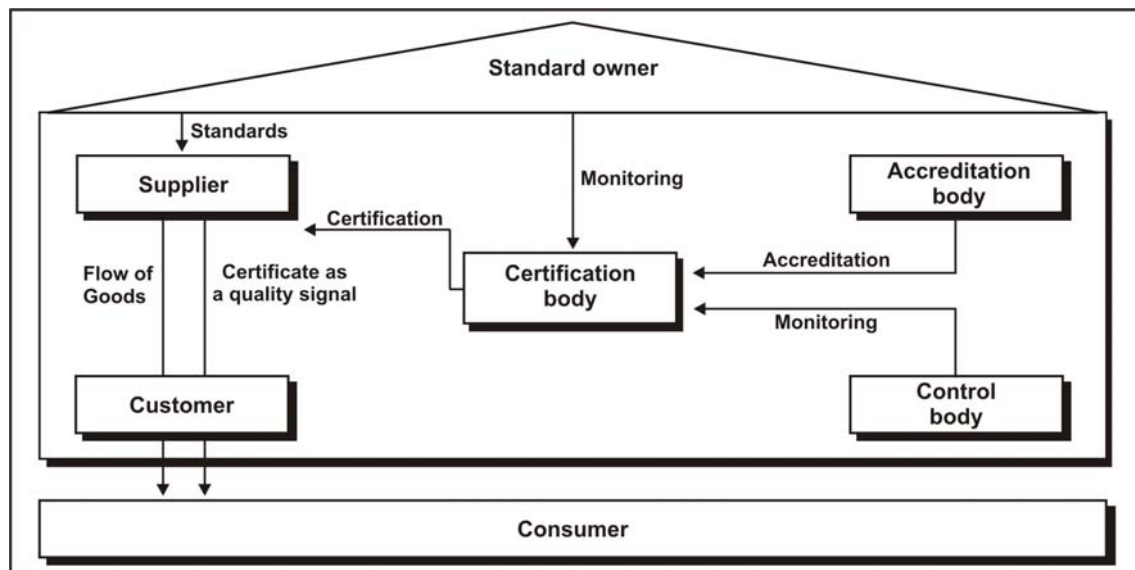 Standard owner
Standards
Supplier
Monitoring
Accreditation
body
Certification
Flow of
Goods
Certificate as
a quality signal
Certification
body
Accreditation
Monitoring
Customer
Control
body
Consumer